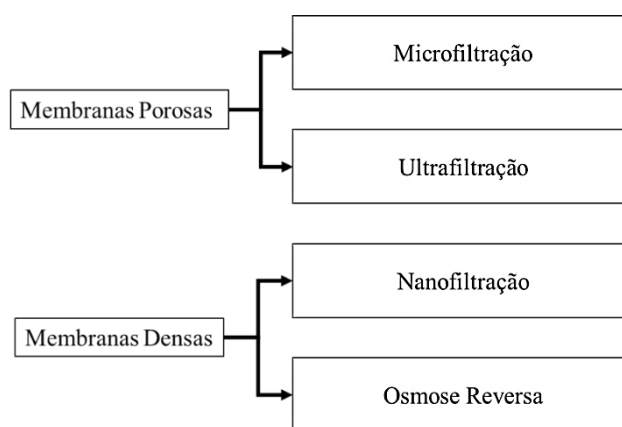 Microfiltração
Membranas Porosas
Ultrafiltração
Nanofiltração
Membranas Densas
Osmose Reversa